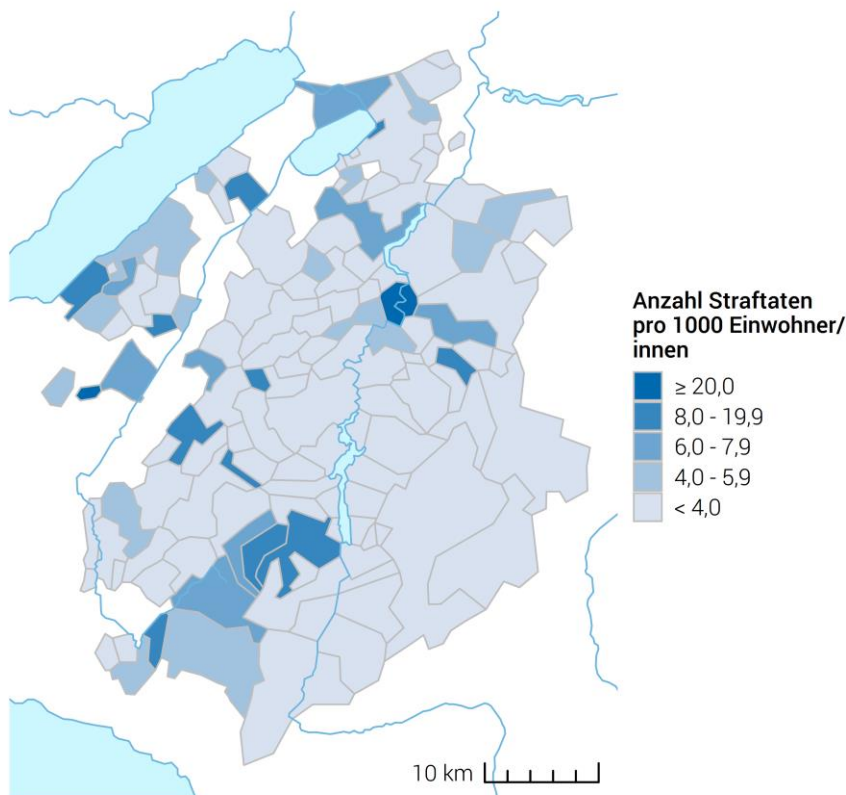 Anzahl Straftaten
pro 1000 Einwohner/
innen
≥ 20,0
8,0 - 19,9
6,0 - 7,9
4,0 - 5,9
< 4,0
10 km